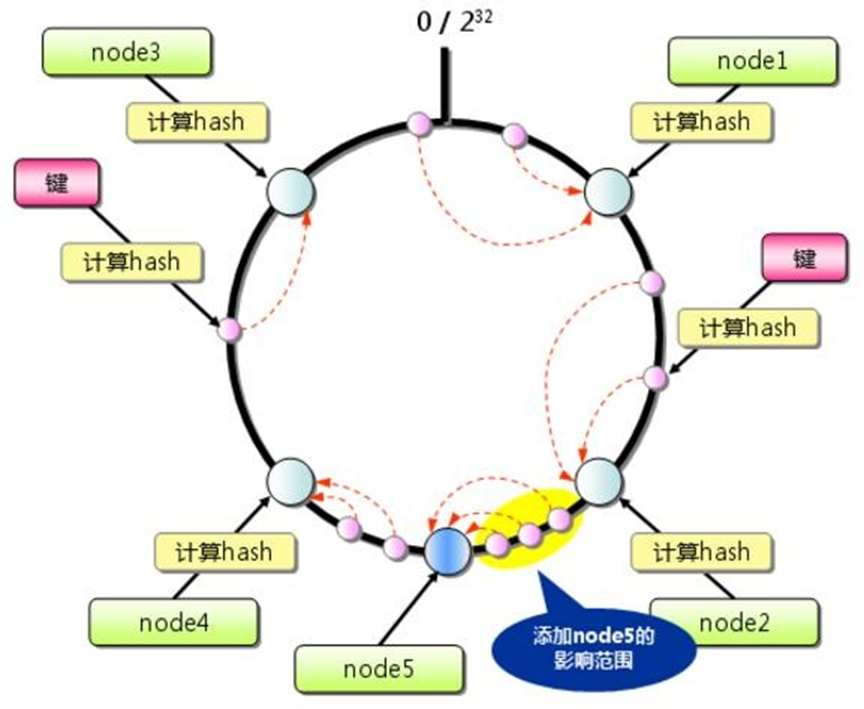 0 / 2³²
node3
node1
计算hash
计算hash
键
计算hash
键
计算hash
计算hash
计算hash
node4
node2
添加node5的
影响范围
node5